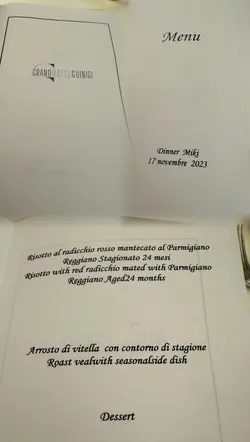 GRAND HOTEL GUINIGI
Menu
Dinner Miki
17 novembre 2023
Risotto al radicchio rosso mantecato al Parmigiano
Reggiano Stagionato 24 mesi
Risotto with red radicchio mated with Parmigiano
Reggiano Aged24 months
Arrosto di vitella con contorno di stagione
Roast vealwith seasonalside dish
Dessert